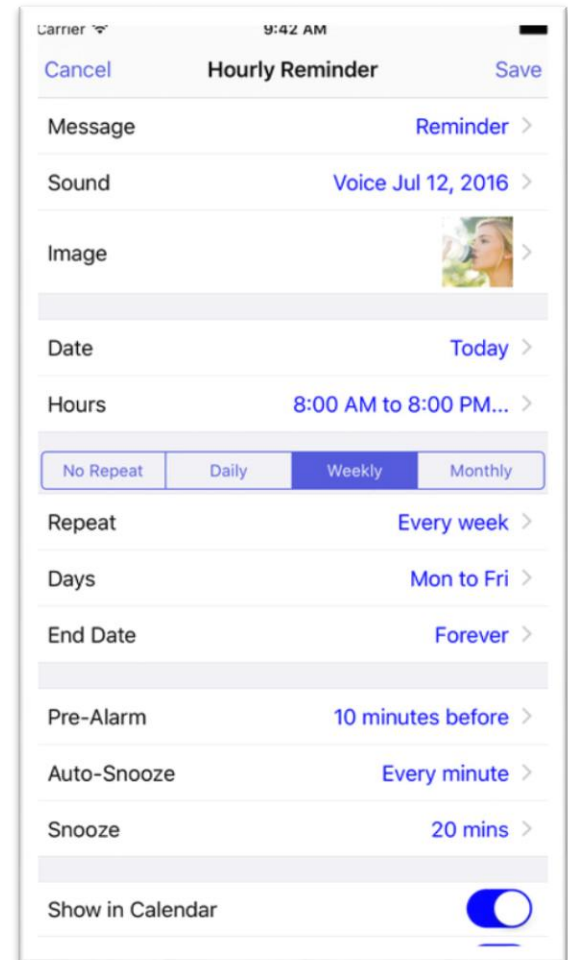 Carrier 9:42 AM
Cancel Hourly Reminder Save
Message Reminder
Sound Voice Jul 12, 2016
Image
Date Today
Hours 8:00 AM to 8:00 PM...
No Repeat Daily Weekly Monthly
Repeat Every week
Days Mon to Fri
End Date Forever
Pre-Alarm 10 minutes before
Auto-Snooze Every minute
Snooze 20 mins
Show in Calendar